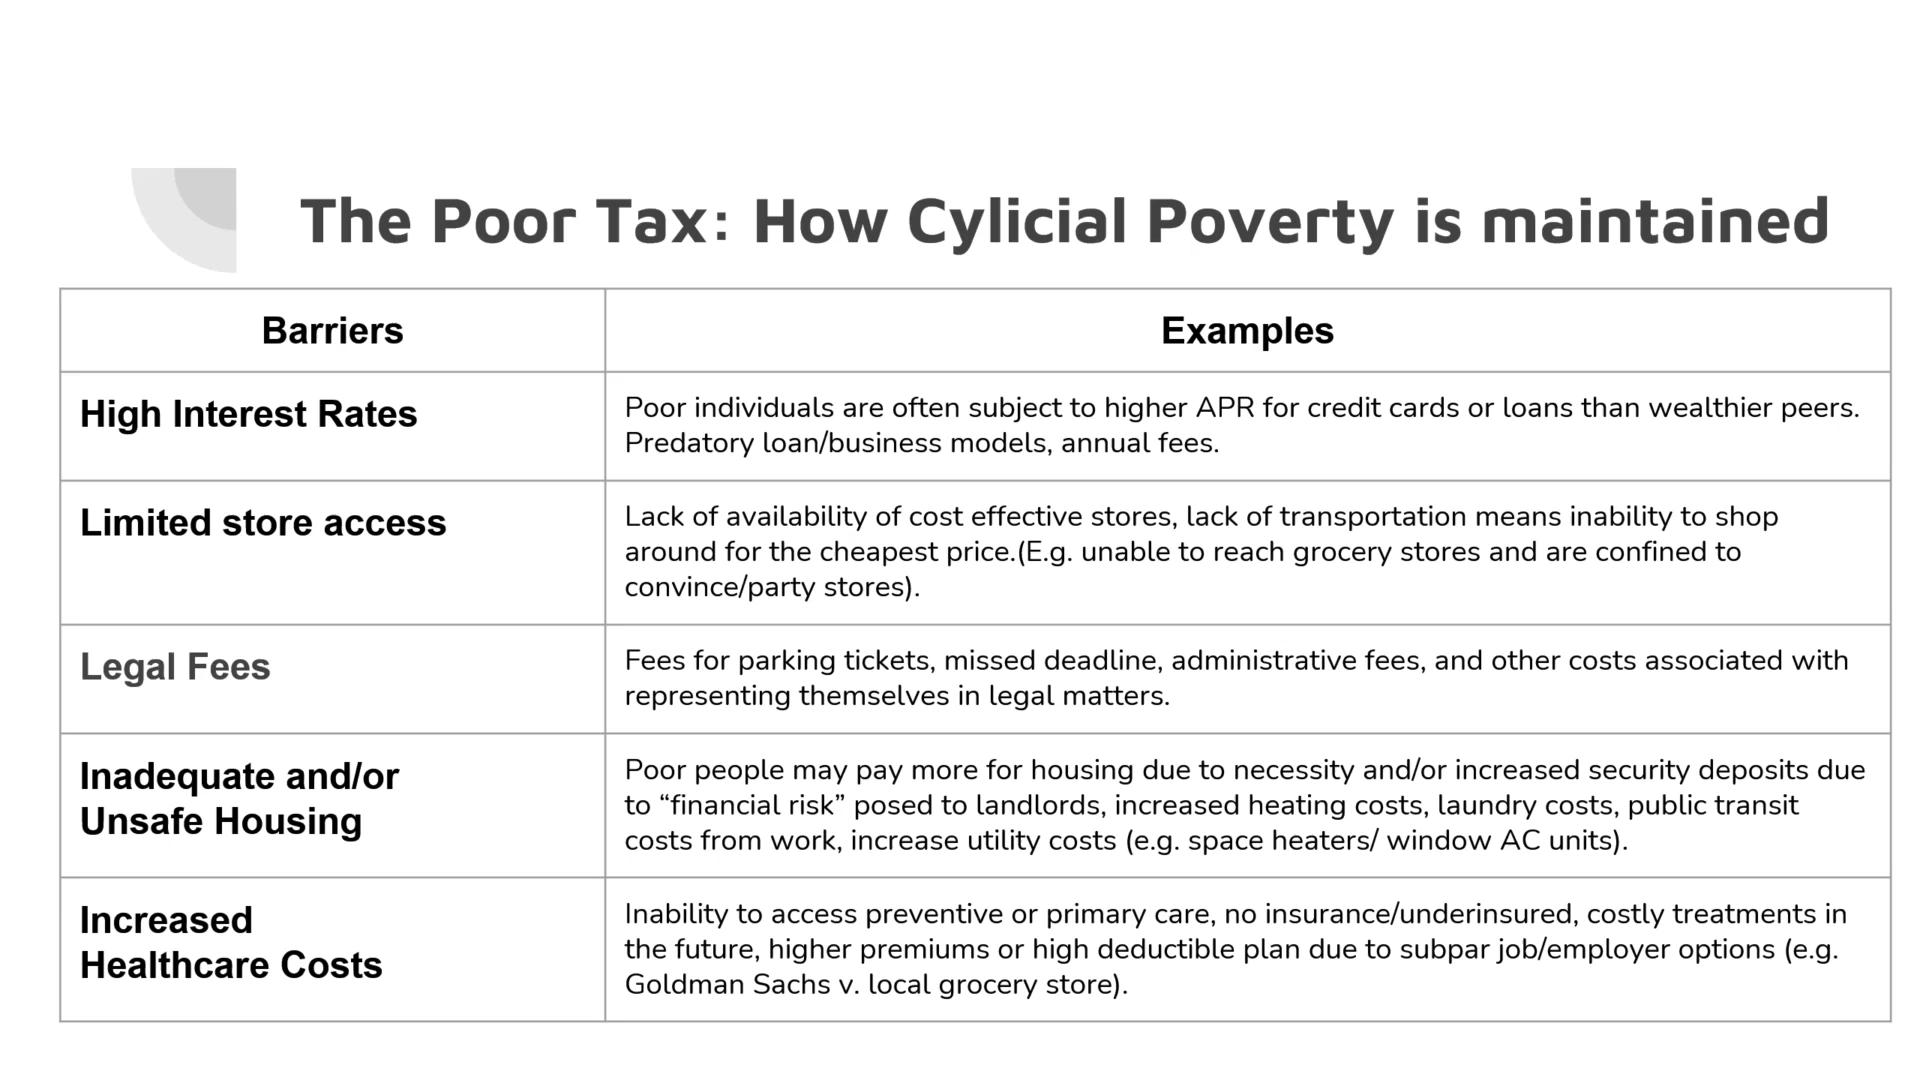 The Poor Tax: How Cylicial Poverty is maintained
Barriers
Examples
High Interest Rates
Poor individuals are often subject to higher APR for credit cards or loans than wealthier peers.
Predatory loan/business models, annual fees.
Limited store access
Lack of availability of cost effective stores, lack of transportation means inability to shop
around for the cheapest price.(E.g. unable to reach grocery stores and are confined to
convince/party stores).
Legal Fees
Fees for parking tickets, missed deadline, administrative fees, and other costs associated with
representing themselves in legal matters.
Inadequate and/or
Unsafe Housing
Poor people may pay more for housing due to necessity and/or increased security deposits due
to “financial risk” posed to landlords, increased heating costs, laundry costs, public transit
costs from work, increase utility costs (e.g. space heaters/ window AC units).
Increased
Healthcare Costs
Inability to access preventive or primary care, no insurance/underinsured, costly treatments in
the future, higher premiums or high deductible plan due to subpar job/employer options (e.g.
Goldman Sachs v. local grocery store).